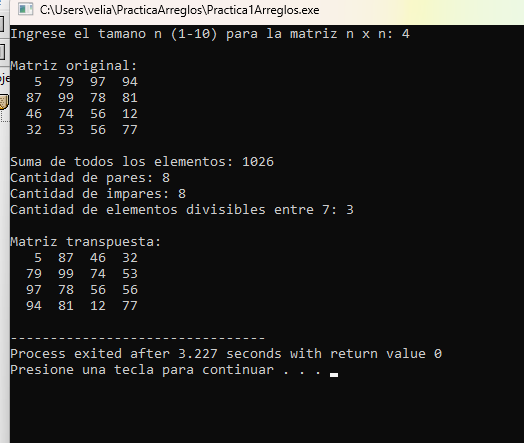 C:\Users\velia\PracticaArreglos\Practica1Arreglos.exe
Ingrese el tamano n (1-10) para la matriz n x n: 4
Matriz original:
5 79 97 94
87 99 78 81
46 74 56 12
32 53 56 77
Suma de todos los elementos: 1026
Cantidad de pares: 8
Cantidad de impares: 8
Cantidad de elementos divisibles entre 7: 3
Matriz transpuesta:
5 87 46 32
79 99 74 53
97 78 56 56
94 81 12 77
--------------------------------
Process exited after 3.227 seconds with return value 0
Presione una tecla para continuar . . .